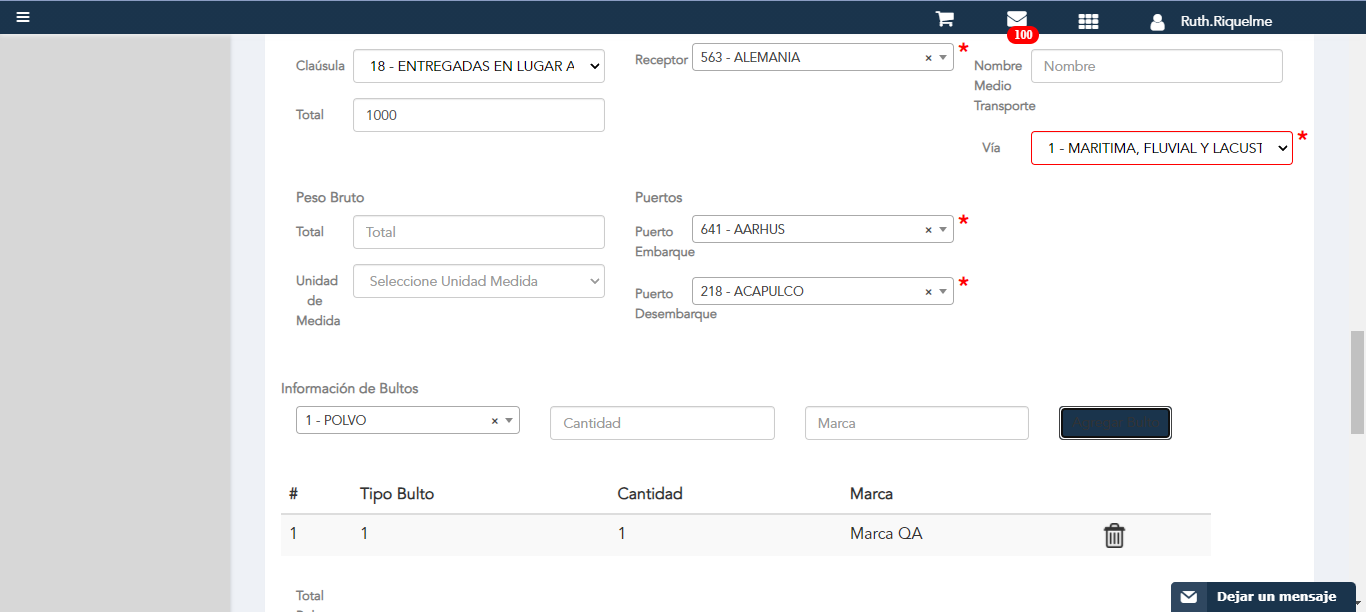 Ruth.Riquelme
100
Claúsula
18 - ENTREGADAS EN LUGAR A
Receptor
563 - ALEMANIA
×
*
Nombre
Medio
Transporte
Nombre
Total
1000
Vía
1 - MARITIMA, FLUVIAL Y LACUST
*
Peso Bruto
Puertos
Total
Total
Puerto
Embarque
641 - AARHUS
×
*
Unidad
de
Medida
Seleccione Unidad Medida
Puerto
Desembarque
218 - ACAPULCO
×
*
Información de Bultos
1 - POLVO
×
Cantidad
Marca
# Tipo Bulto Cantidad Marca
1 1 1 Marca QA
Total
Dejar un mensaje